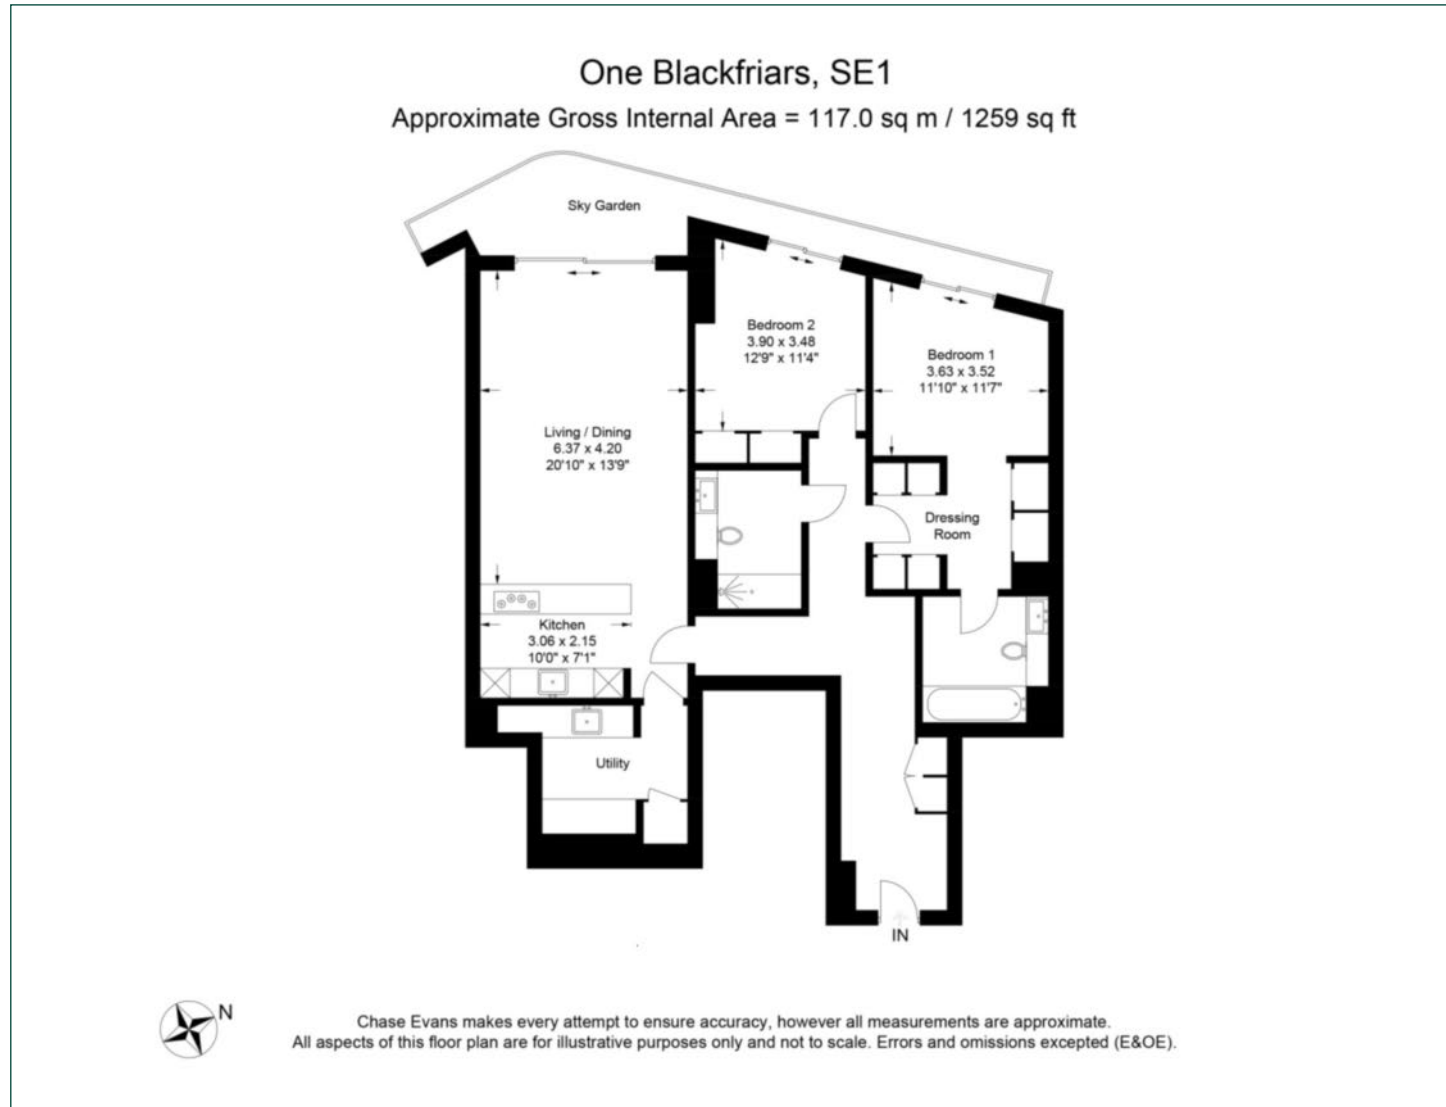 One Blackfriars, SE1
Approximate Gross Internal Area = 117.0 sq m / 1259 sq ft
Sky Garden
Bedroom 2
3.90 x 3.48
12'9" x 11'4"
Bedroom 1
3.63 x 3.52
11'10" x 11'7"
Living / Dining
6.37 x 4.20
20'10" x 13'9"
Dressing
Room
Kitchen
3.06 x 2.15
10'0" x 7'1"
Utility
IN
N
Chase Evans makes every attempt to ensure accuracy, however all measurements are approximate.
All aspects of this floor plan are for illustrative purposes only and not to scale. Errors and omissions excepted (E&OE).